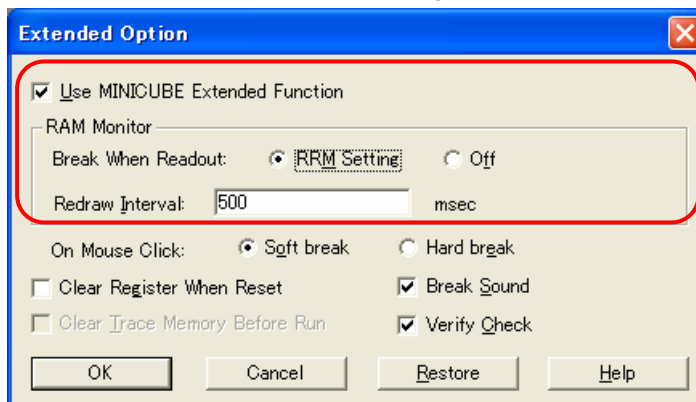 Extended Option
Use MINICUBE Extended Function
RAM Monitor
Break When Readout: RRM Setting Off
Redraw Interval: 500 msec
On Mouse Click: Soft break Hard break
Clear Register When Reset Break Sound
Clear Trace Memory Before Run Verify Check
OK Cancel Restore Help